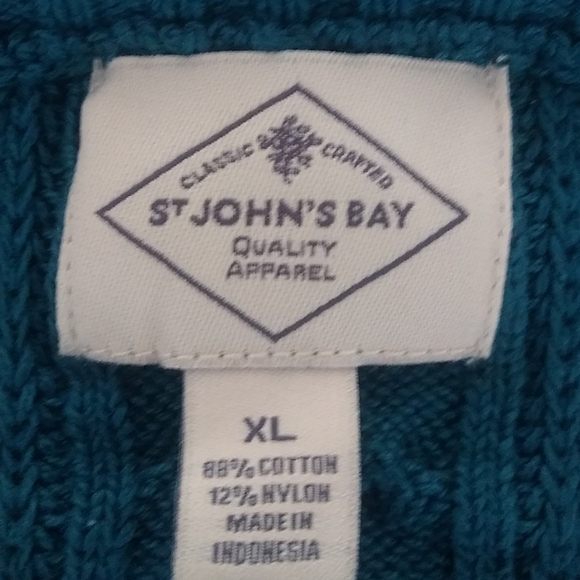 CLASSIC & CRAFTED
ST JOHN'S BAY
QUALITY
APPAREL
XL
88% COTTON
12% NYLON
MADE IN
INDONESIA